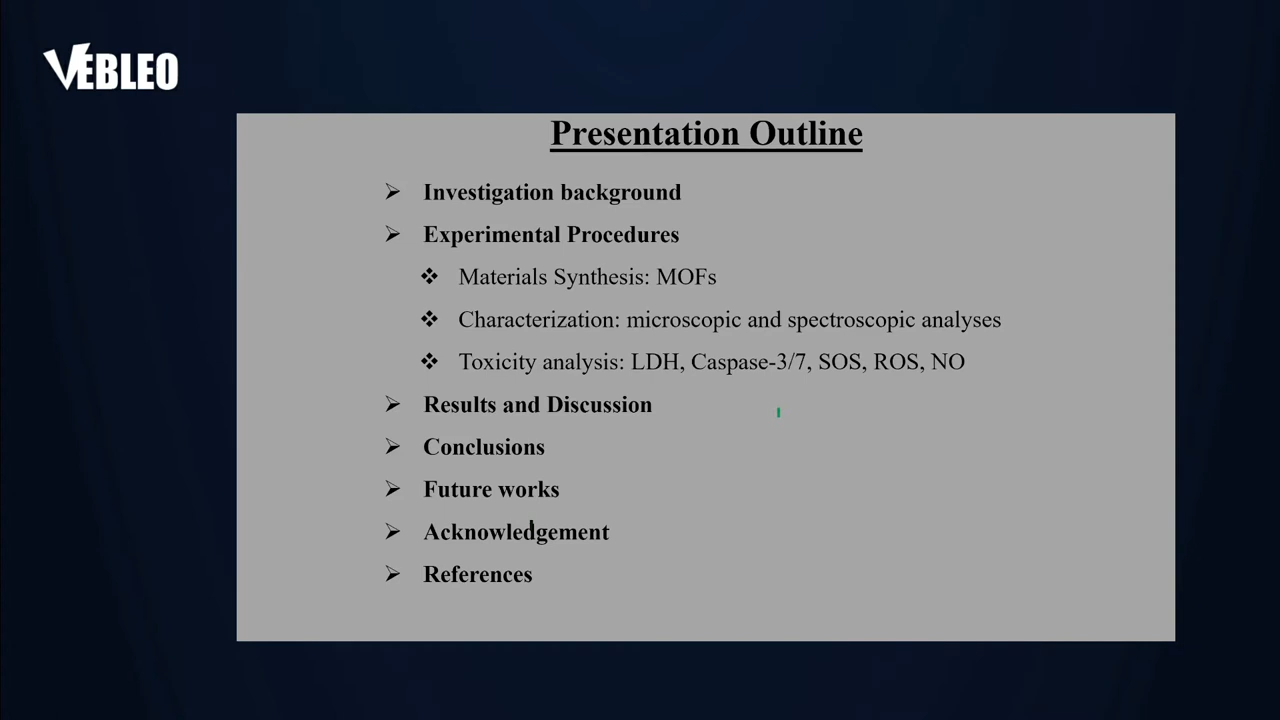 VEBLEO
Presentation Outline
Investigation background
Experimental Procedures
Materials Synthesis: MOFs
Characterization: microscopic and spectroscopic analyses
Toxicity analysis: LDH, Caspase-3/7, SOS, ROS, NO
Results and Discussion
Conclusions
Future works
Acknowledgement
References